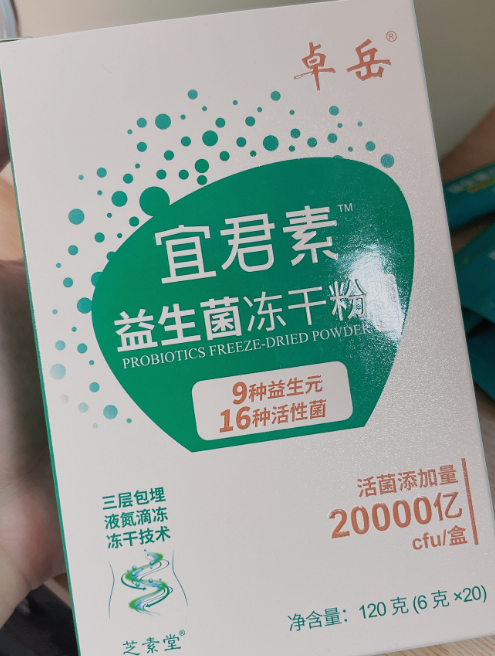 卓岳®
宜君素™
益生菌冻干粉
PROBIOTICS FREEZE-DRIED POWDER
9种益生元
16种活性菌
三层包埋
液氮滴冻
冻干技术
活菌添加量
20000亿
cfu/盒
芝素堂®
净含量：120克(6克×20)